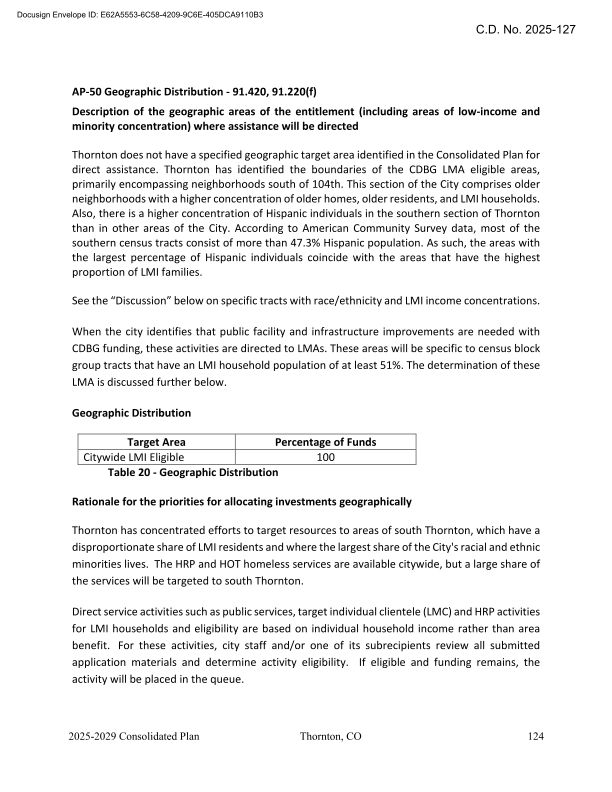 Docusign Envelope ID: E62A5553-6C58-4209-9C6E-405DCA9110B3
C.D. No. 2025-127
AP-50 Geographic Distribution - 91.420, 91.220(f)
Description of the geographic areas of the entitlement (including areas of low-income and
minority concentration) where assistance will be directed
Thornton does not have a specified geographic target area identified in the Consolidated Plan for
direct assistance. Thornton has identified the boundaries of the CDBG LMA eligible areas,
primarily encompassing neighborhoods south of 104th. This section of the City comprises older
neighborhoods with a higher concentration of older homes, older residents, and LMI households.
Also, there is a higher concentration of Hispanic individuals in the southern section of Thornton
than in other areas of the City. According to American Community Survey data, most of the
southern census tracts consist of more than 47.3% Hispanic population. As such, the areas with
the largest percentage of Hispanic individuals coincide with the areas that have the highest
proportion of LMI families.
See the “Discussion” below on specific tracts with race/ethnicity and LMI income concentrations.
When the city identifies that public facility and infrastructure improvements are needed with
CDBG funding, these activities are directed to LMAs. These areas will be specific to census block
group tracts that have an LMI household population of at least 51%. The determination of these
LMA is discussed further below.
Geographic Distribution
Target Area Percentage of Funds
Citywide LMI Eligible 100
Table 20 - Geographic Distribution
Rationale for the priorities for allocating investments geographically
Thornton has concentrated efforts to target resources to areas of south Thornton, which have a
disproportionate share of LMI residents and where the largest share of the City's racial and ethnic
minorities lives. The HRP and HOT homeless services are available citywide, but a large share of
the services will be targeted to south Thornton.
Direct service activities such as public services, target individual clientele (LMC) and HRP activities
for LMI households and eligibility are based on individual household income rather than area
benefit. For these activities, city staff and/or one of its subrecipients review all submitted
application materials and determine activity eligibility. If eligible and funding remains, the
activity will be placed in the queue.
2025-2029 Consolidated Plan Thornton, CO 124